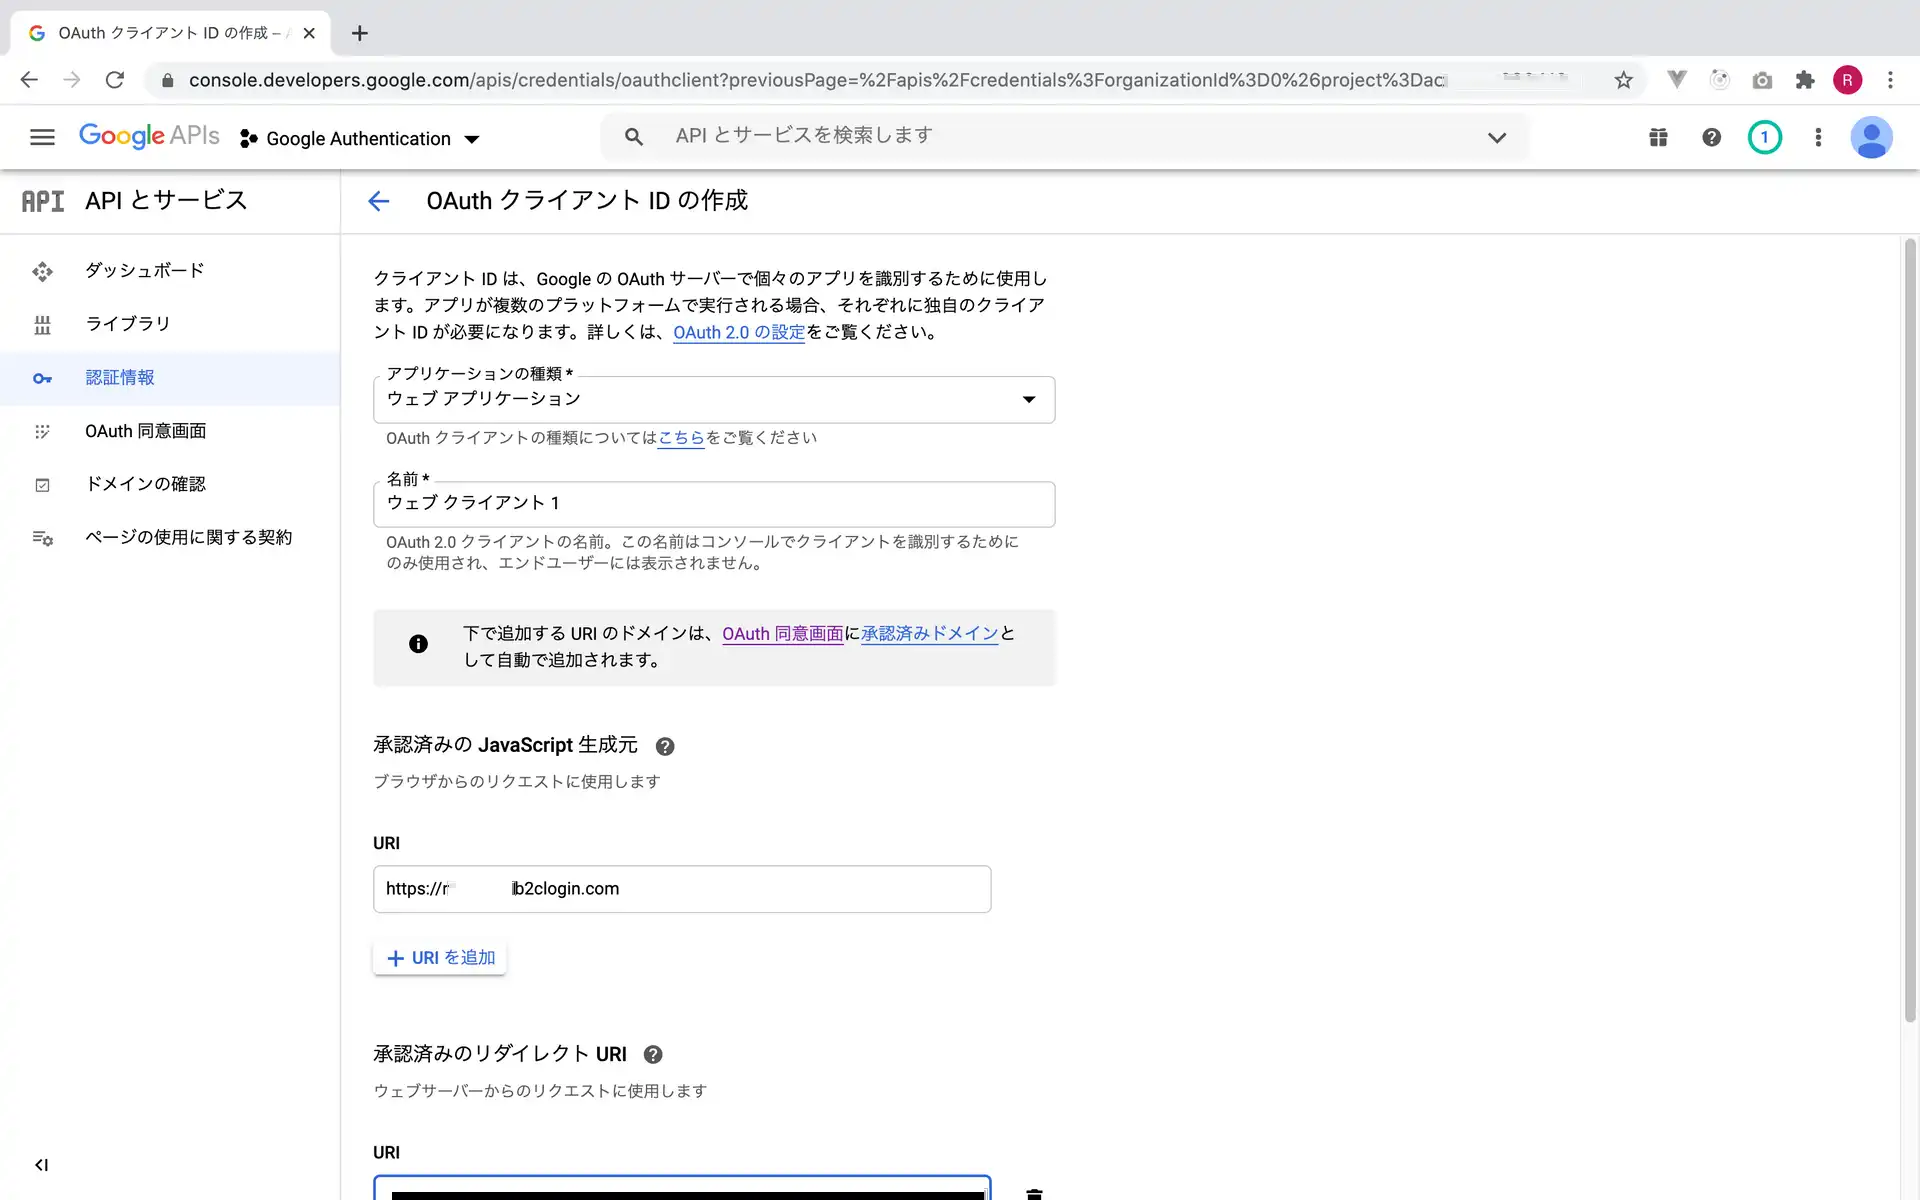 OAuth クライアント ID の作成 –
console.developers.google.com/apis/credentials/oauthclient?previousPage=%2Fapis%2Fcredentials%3ForganizationId%3D0%26project%3Dac
R
Google APIs
Google Authentication
API とサービスを検索します
1
API API とサービス
OAuth クライアント ID の作成
ダッシュボード
ライブラリ
認証情報
OAuth 同意画面
ドメインの確認
ページの使用に関する契約
クライアント ID は、Google の OAuth サーバーで個々のアプリを識別するために使用し
ます。アプリが複数のプラットフォームで実行される場合、それぞれに独自のクライア
ント ID が必要になります。詳しくは、OAuth 2.0 の設定をご覧ください。
アプリケーションの種類 *
ウェブ アプリケーション
OAuth クライアントの種類についてはこちらをご覧ください
名前 *
ウェブ クライアント 1
OAuth 2.0 クライアントの名前。この名前はコンソールでクライアントを識別するために
のみ使用され、エンドユーザーには表示されません。
下で追加する URI のドメインは、OAuth 同意画面に承認済みドメインと
して自動で追加されます。
承認済みの JavaScript 生成元
ブラウザからのリクエストに使用します
URI
https://r b2clogin.com
URI を追加
承認済みのリダイレクト URI
ウェブサーバーからのリクエストに使用します
URI